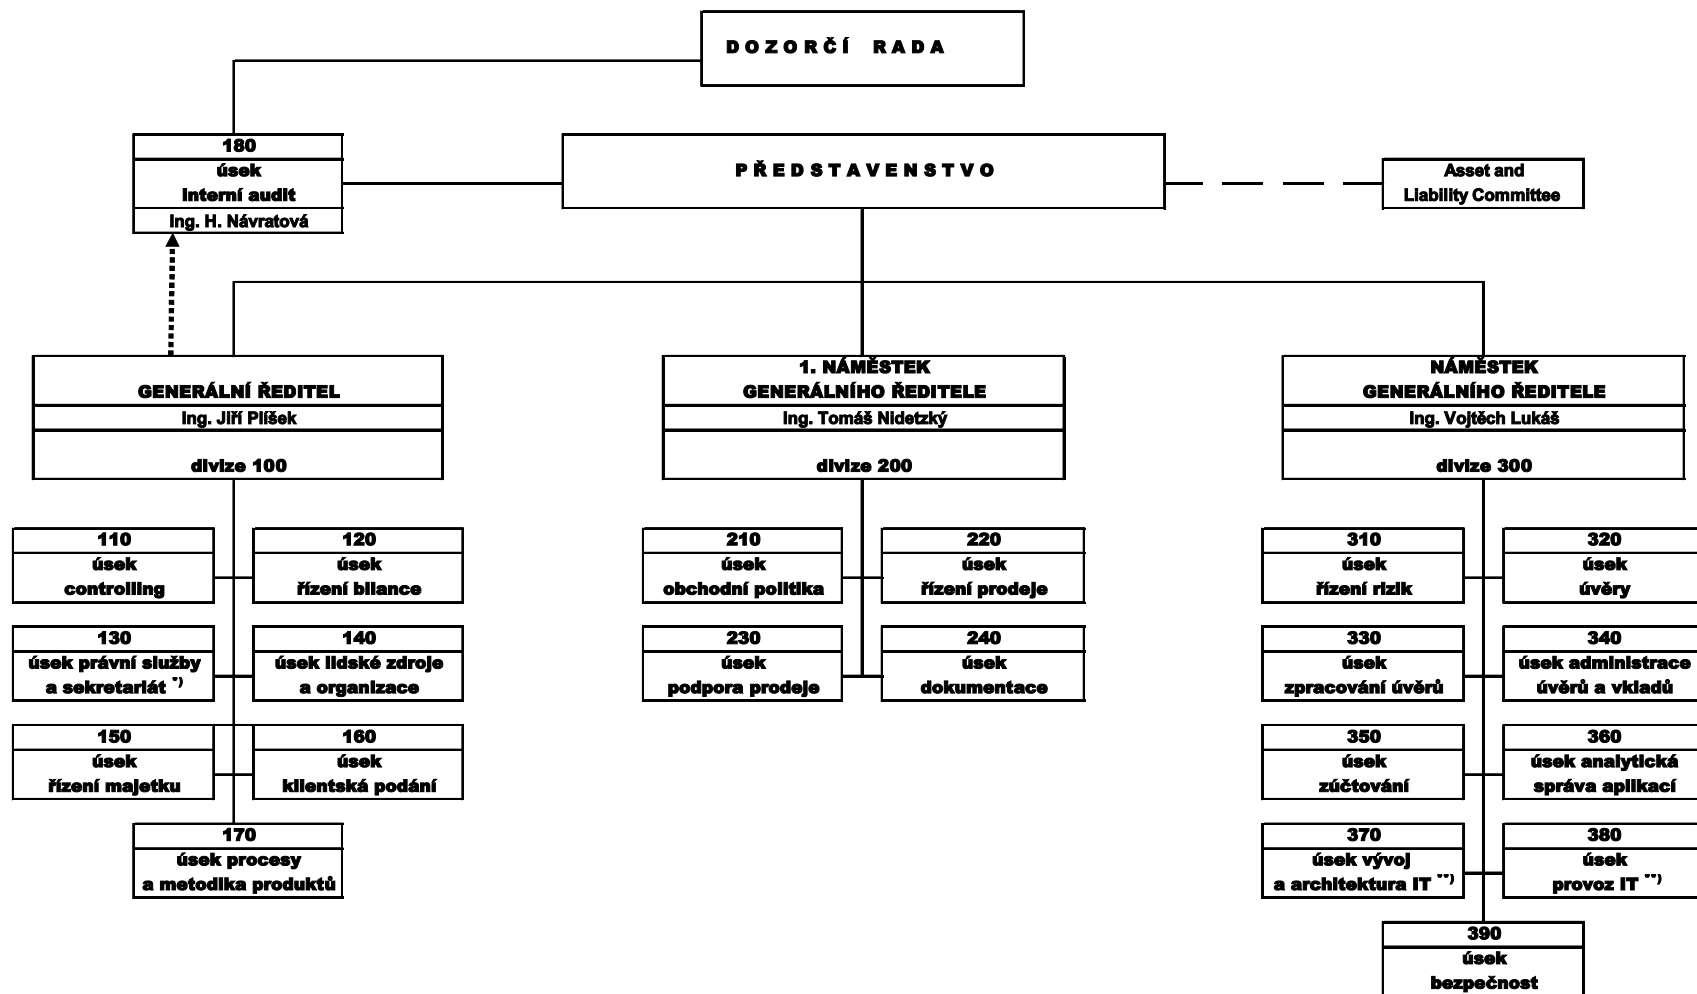 DOZORČÍ RADA
180
úsek
interní audit
Ing. H. Návratová
PŘEDSTAVENSTVO
Asset and
Liability Committee
GENERÁLNÍ ŘEDITEL
Ing. Jiří Plíšek
divize 100
1. NÁMĚSTEK
GENERÁLNÍHO ŘEDITELE
Ing. Tomáš Nidetzký
divize 200
NÁMĚSTEK
GENERÁLNÍHO ŘEDITELE
Ing. Vojtěch Lukáš
divize 300
110
úsek
controlling
120
úsek
řízení bilance
130
úsek právní služby
a sekretariát *)
140
úsek lidské zdroje
a organizace
150
úsek
řízení majetku
160
úsek
klientská podání
170
úsek procesy
a metodika produktů
210
úsek
obchodní politika
220
úsek
řízení prodeje
230
úsek
podpora prodeje
240
úsek
dokumentace
310
úsek
řízení rizik
320
úsek
úvěry
330
úsek
zpracování úvěrů
340
úsek administrace
úvěrů a vkladů
350
úsek
zúčtování
360
úsek analytická
správa aplikací
370
úsek vývoj
a architektura IT **)
380
úsek
provoz IT **)
390
úsek
bezpečnost